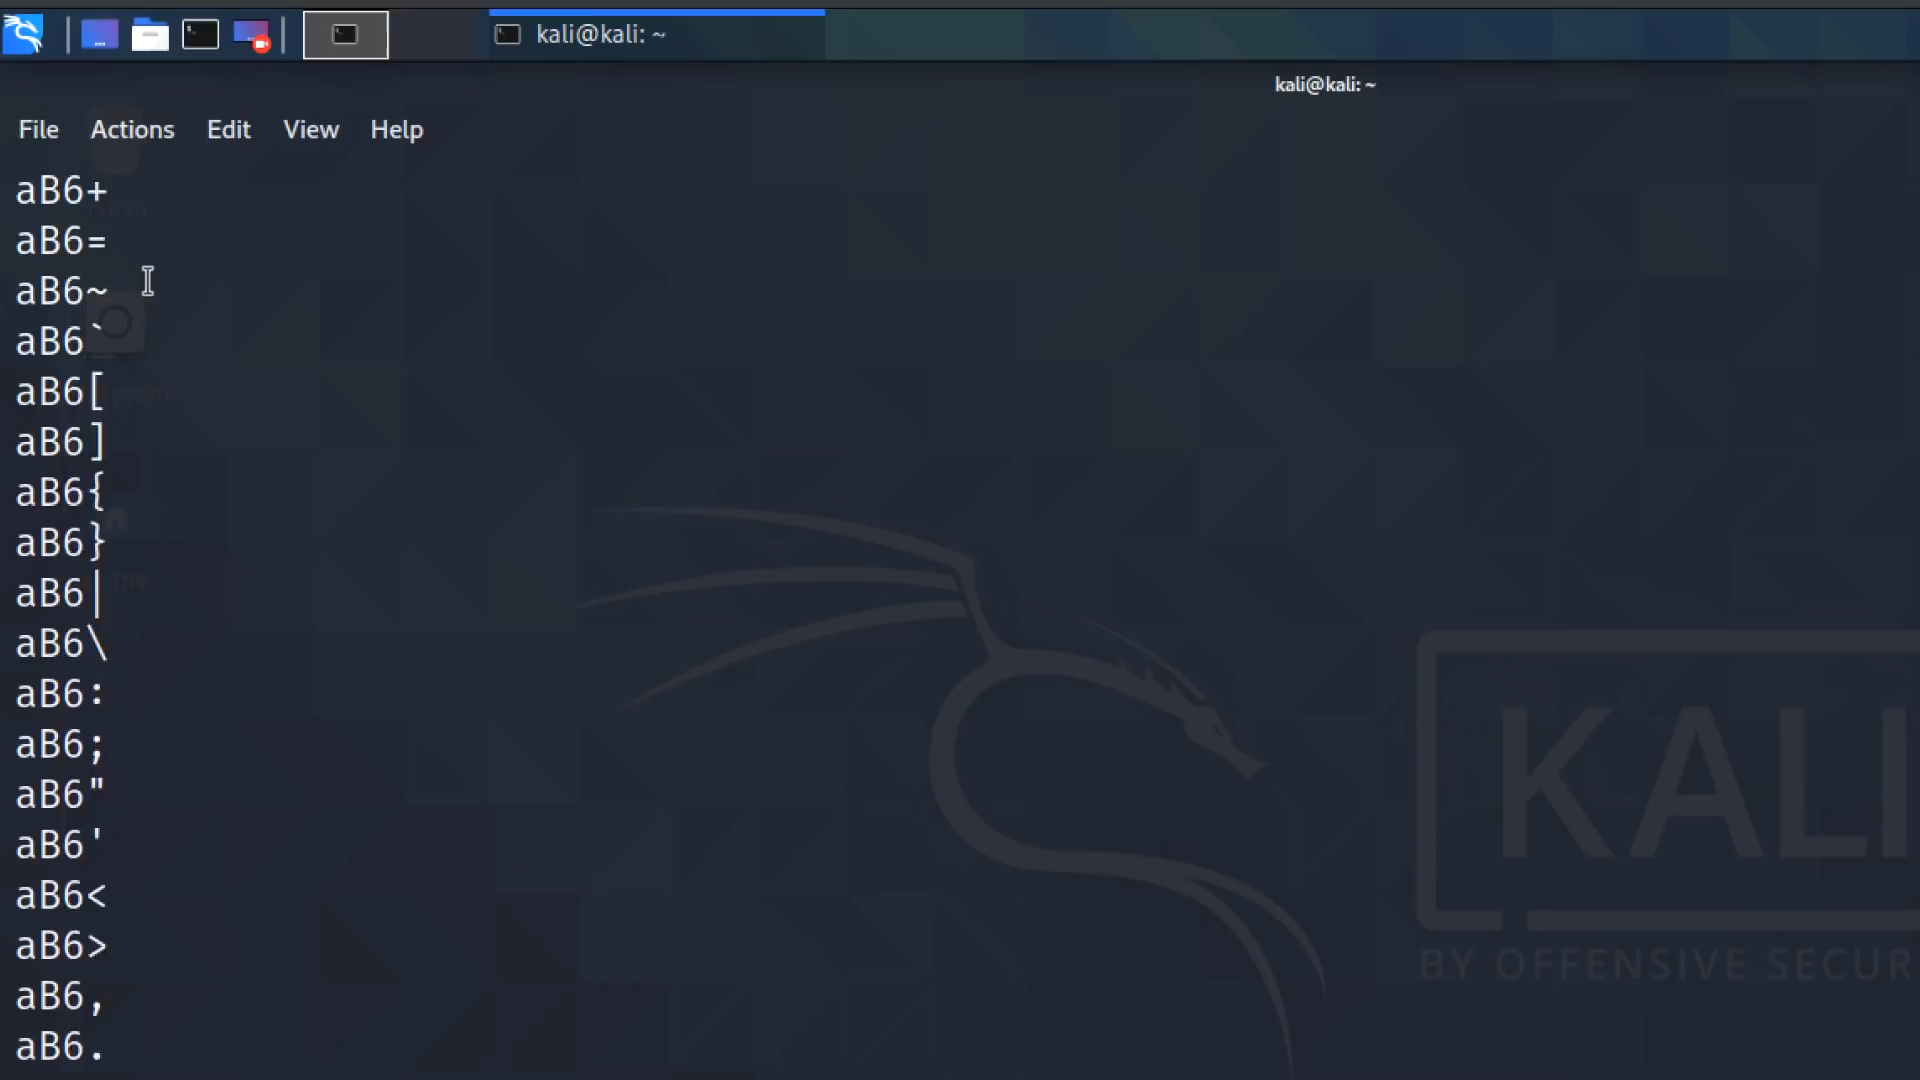 kali@kali: ~
kali@kali: ~
File Actions Edit View Help
aB6+
aB6=
aB6~
aB6`
aB6[
aB6]
aB6{
aB6}
aB6|
aB6\
aB6:
aB6;
aB6"
aB6'
aB6<
aB6>
aB6,
aB6.
KALI
BY OFFENSIVE SECUR